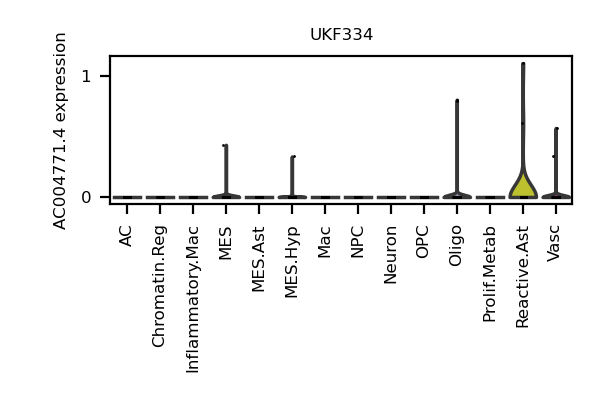 UKF334
AC004771.4 expression
1
0
AC
Chromatin.Reg
Inflammatory.Mac
MES
MES.Ast
MES.Hyp
Mac
NPC
Neuron
OPC
Oligo
Prolif.Metab
Reactive.Ast
Vasc